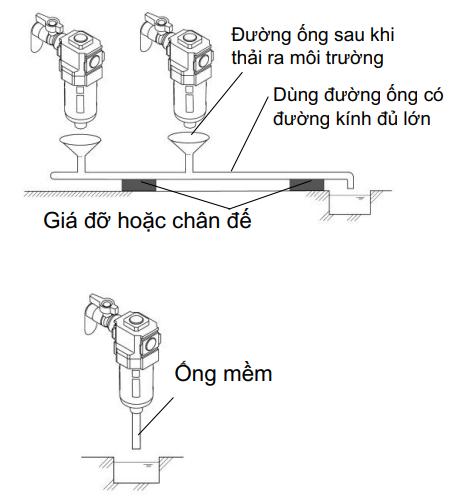 Đường ống sau khi
thải ra môi trường
Dùng đường ống có
đường kính đủ lớn
Giá đỡ hoặc chân đế
Ống mềm